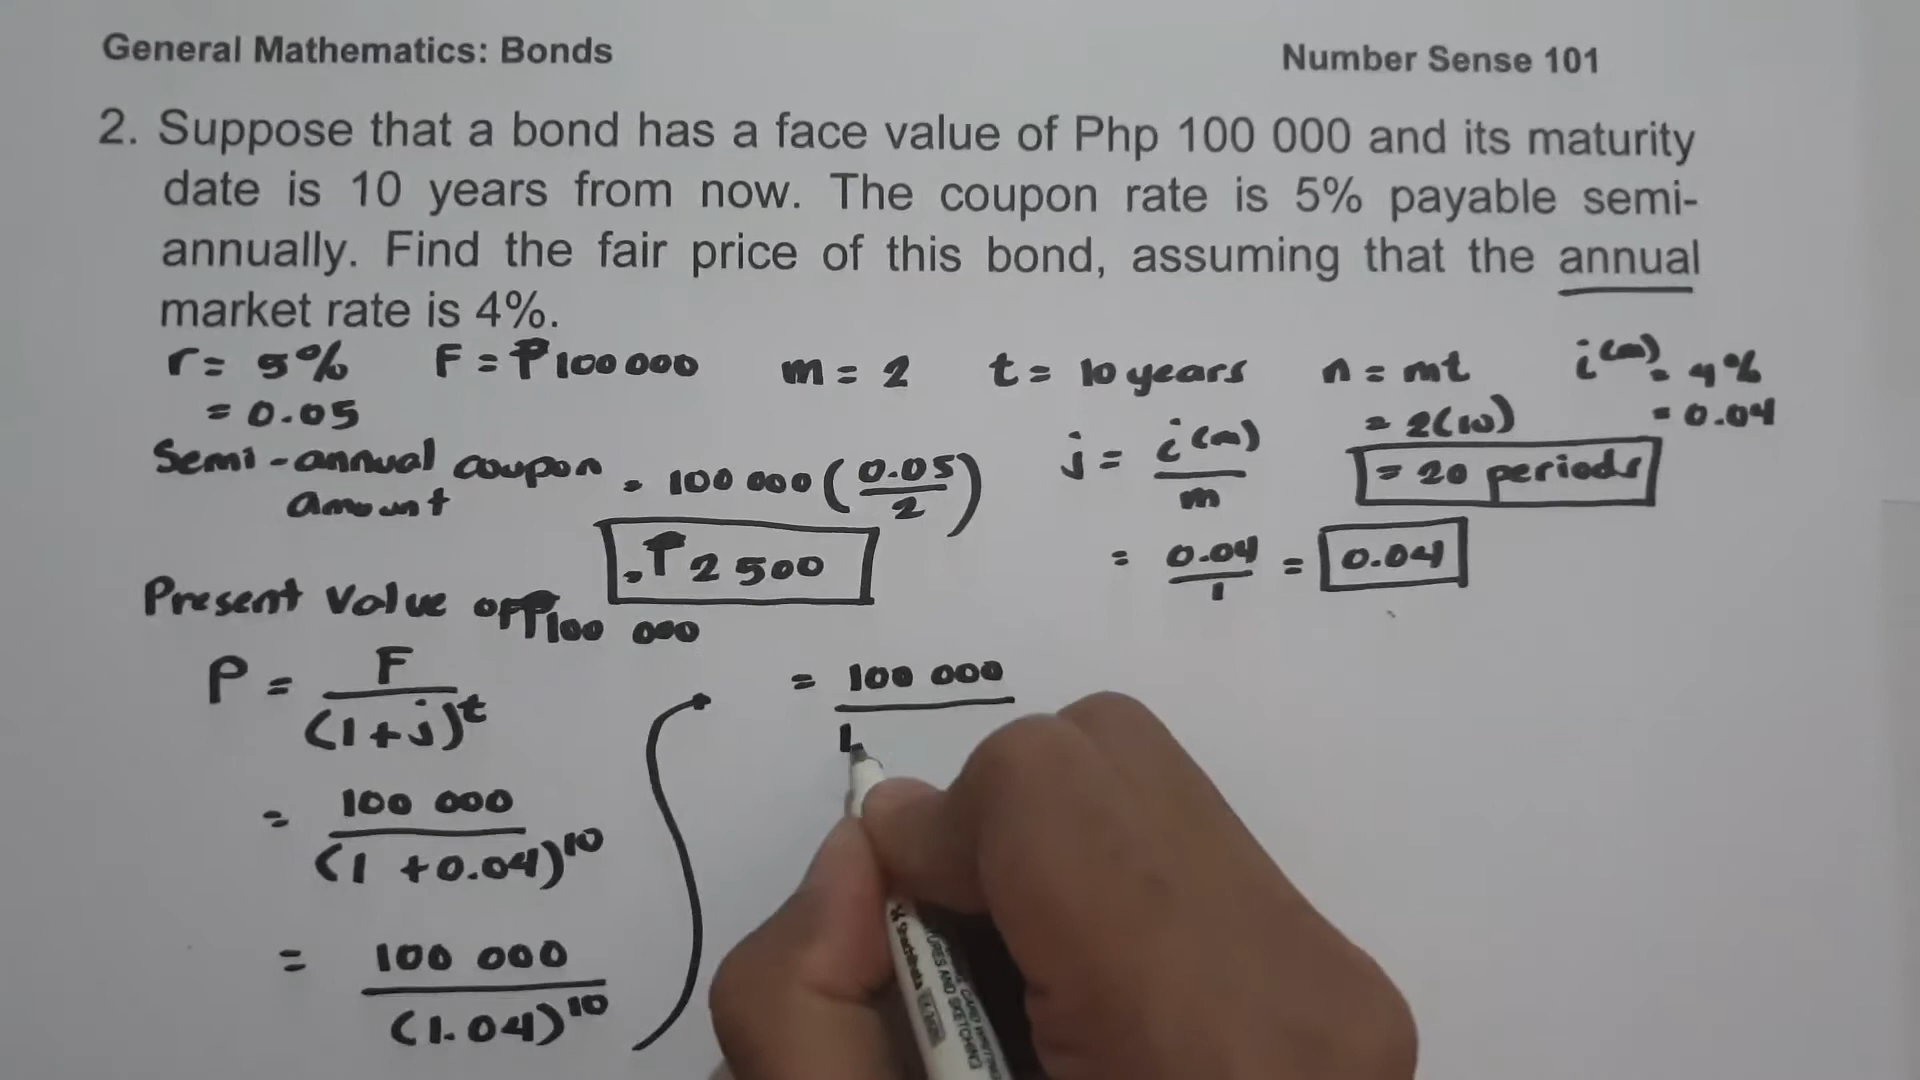 General Mathematics: Bonds
Number Sense 101
2. Suppose that a bond has a face value of Php 100 000 and its maturity
date is 10 years from now. The coupon rate is 5% payable semi-
annually. Find the fair price of this bond, assuming that the annual
market rate is 4%.
r = 5% F = ₱100 000 m = 2 t = 10 years n = mt i(m) = 4%
= 0.05 = 2(10) = 0.04
Semi-annual coupon amount = 100 000 (0.05/2) j = i(m)/m = 20 periods
= ₱2 500 = 0.04/1 = 0.04
Present Value of ₱100 000
P = F/(1+j)^t
= 100 000/(1 + 0.04)^10
= 100 000/(1.04)^10
= 100 000/1